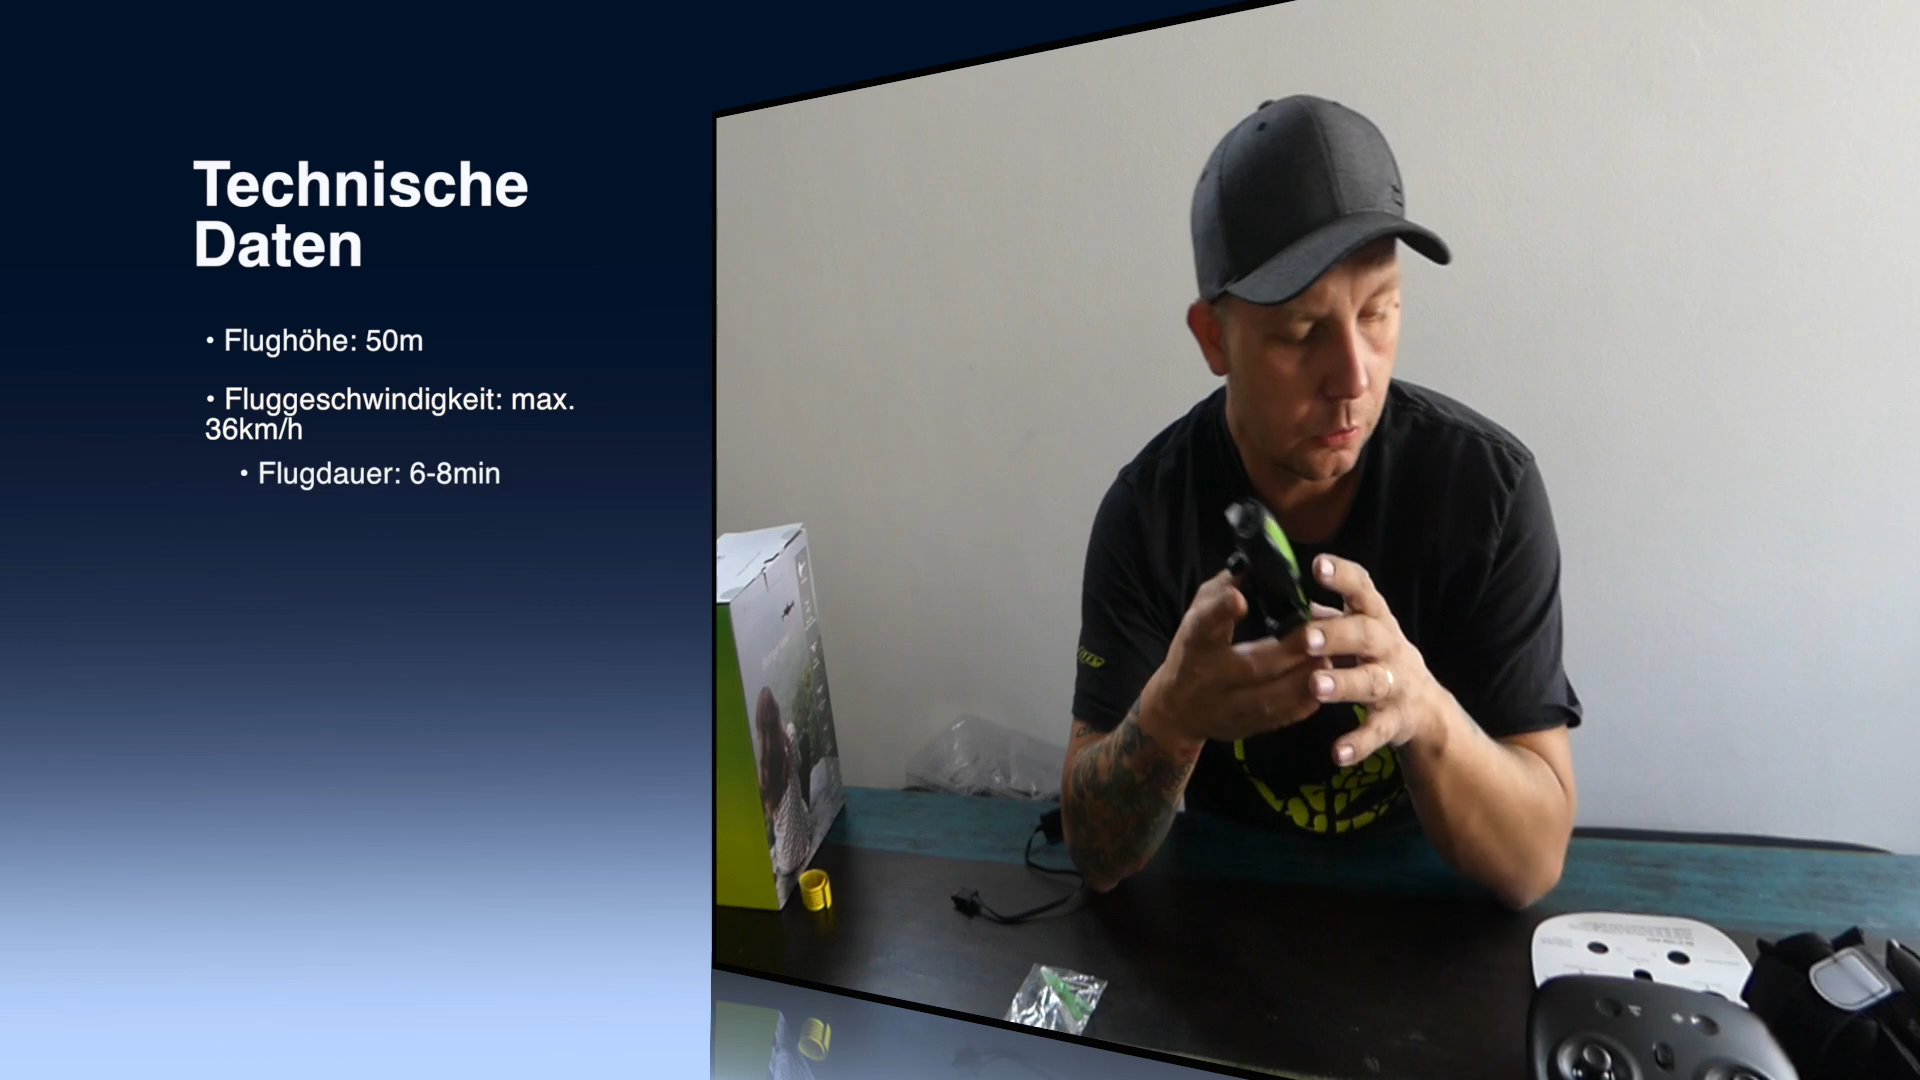 Technische
Daten
• Flughöhe: 50m
• Fluggeschwindigkeit: max.
36km/h
• Flugdauer: 6-8min